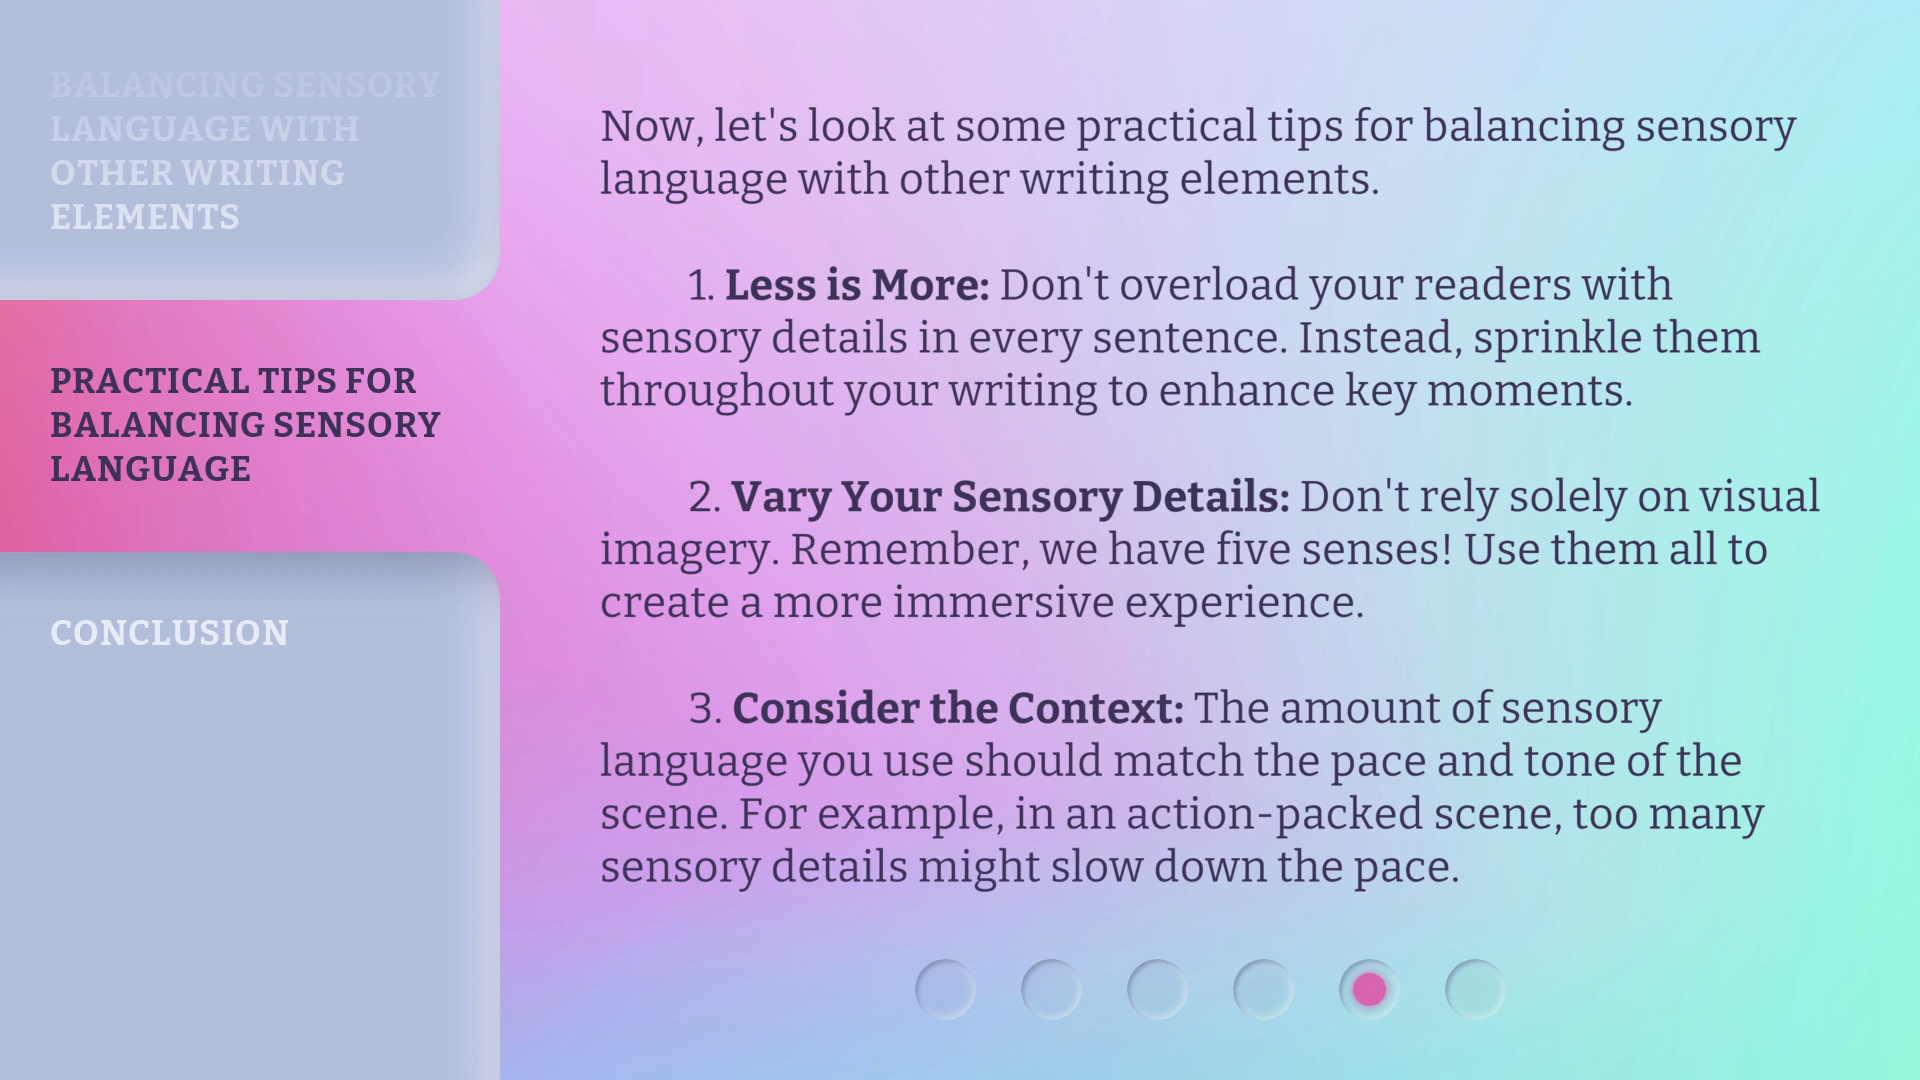 BALANCING SENSORY
LANGUAGE WITH
OTHER WRITING
ELEMENTS
PRACTICAL TIPS FOR
BALANCING SENSORY
LANGUAGE
CONCLUSION
Now, let's look at some practical tips for balancing sensory
language with other writing elements.
1. Less is More: Don't overload your readers with
sensory details in every sentence. Instead, sprinkle them
throughout your writing to enhance key moments.
2. Vary Your Sensory Details: Don't rely solely on visual
imagery. Remember, we have five senses! Use them all to
create a more immersive experience.
3. Consider the Context: The amount of sensory
language you use should match the pace and tone of the
scene. For example, in an action-packed scene, too many
sensory details might slow down the pace.